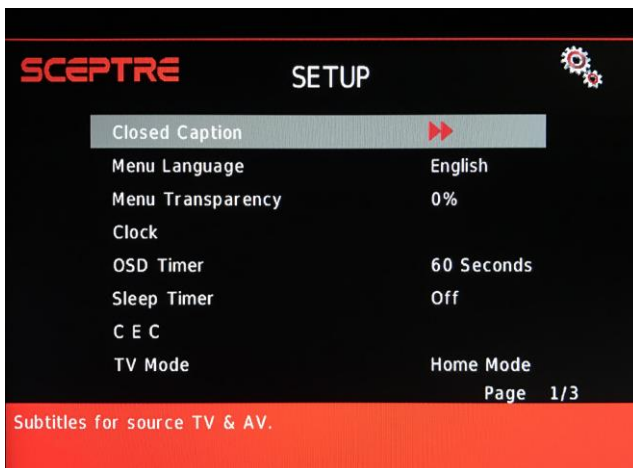 SCEPTRE
SETUP
Closed Caption
Menu Language English
Menu Transparency 0%
Clock
OSD Timer 60 Seconds
Sleep Timer Off
C E C
TV Mode Home Mode
Page 1/3
Subtitles for source TV & AV.